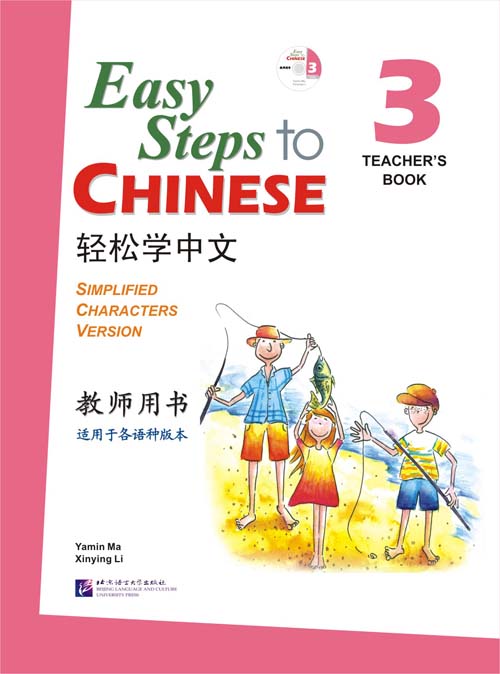 Easy
Steps to
CHINESE
3
TEACHER'S
BOOK
轻松学中文
SIMPLIFIED
CHARACTERS
VERSION
教师用书
适用于各语种版本
Yamin Ma
Xinying Li
北京语言大学出版社
BEIJING LANGUAGE AND CULTURE
UNIVERSITY PRESS